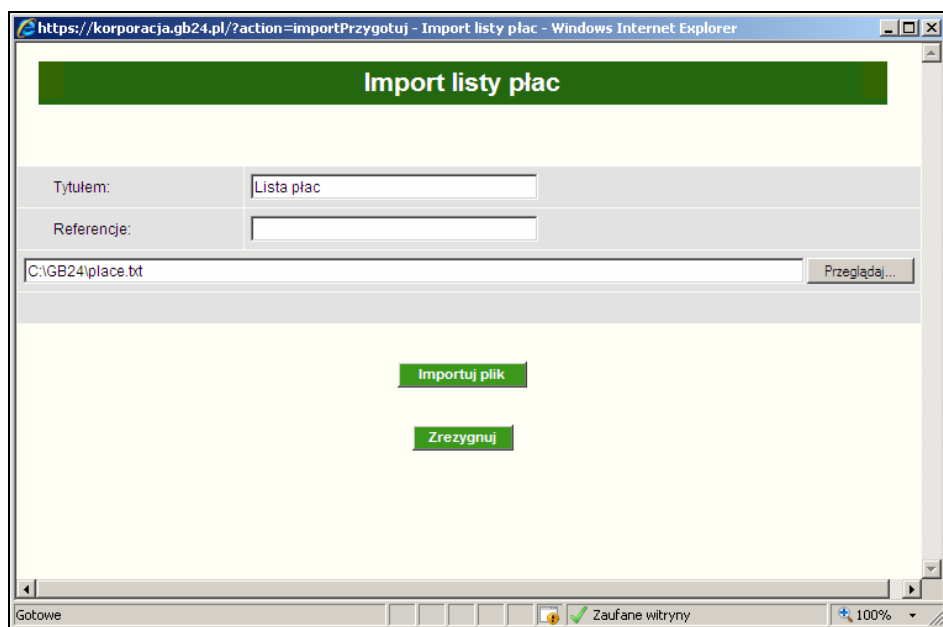 https://korporacja.gb24.pl/?action=importPrzygotuj - Import listy płac - Windows Internet Explorer
Import listy płac
Tytułem: Lista płac
Referencje:
C:\GB24\place.txt Przeglądaj...
Importuj plik
Zrezygnuj
Gotowe Zaufane witryny 100%